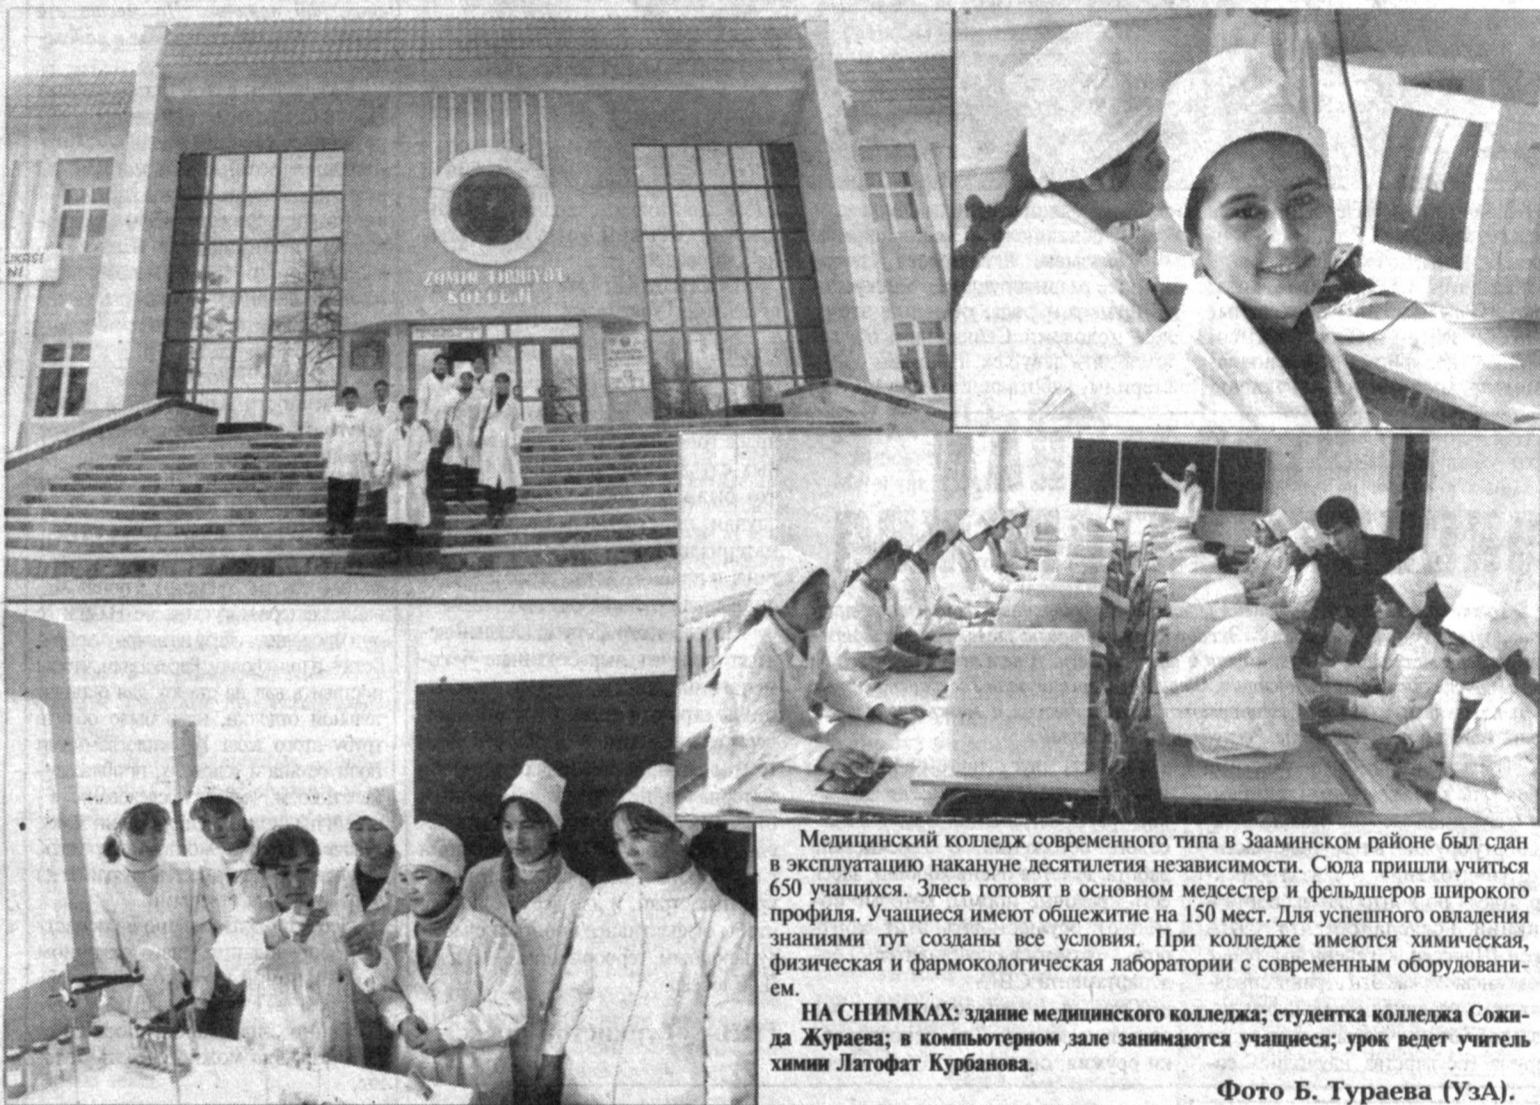 ZOMIN TIBBIYOT
KOLLEJI
Медицинский колледж современного типа в Зааминском районе был сдан
в эксплуатацию накануне десятилетия независимости. Сюда пришли учиться
650 учащихся. Здесь готовят в основном медсестер и фельдшеров широкого
профиля. Учащиеся имеют общежитие на 150 мест. Для успешного овладения
знаниями тут созданы все условия. При колледже имеются химическая,
физическая и фармокологическая лаборатории с современным оборудовани-
ем.
НА СНИМКАХ: здание медицинского колледжа; студентка колледжа Сожи-
да Жураева; в компьютерном зале занимаются учащиеся; урок ведет учитель
химии Латофат Курбанова.
Фото Б. Тураева (УзА).